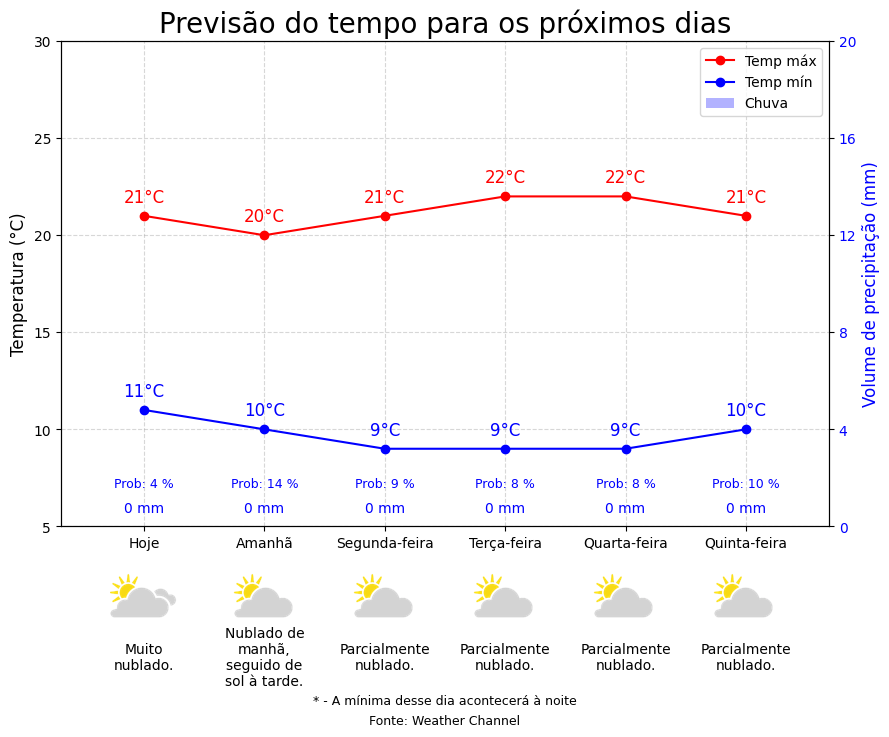 Previsão do tempo para os próximos dias
30
25
20
15
10
5
Temperatura (°C)
20
16
12
8
4
0
Volume de precipitação (mm)
Temp máx
Temp mín
Chuva
21°C 20°C 21°C 22°C 22°C 21°C
11°C 10°C 9°C 9°C 9°C 10°C
Prob: 4 % Prob: 14 % Prob: 9 % Prob: 8 % Prob: 8 % Prob: 10 %
0 mm 0 mm 0 mm 0 mm 0 mm 0 mm
Hoje Amanhã Segunda-feira Terça-feira Quarta-feira Quinta-feira
Muito
nublado.
Nublado de
manhã,
seguido de
sol à tarde.
Parcialmente
nublado.
Parcialmente
nublado.
Parcialmente
nublado.
Parcialmente
nublado.
* - A mínima desse dia acontecerá à noite
Fonte: Weather Channel